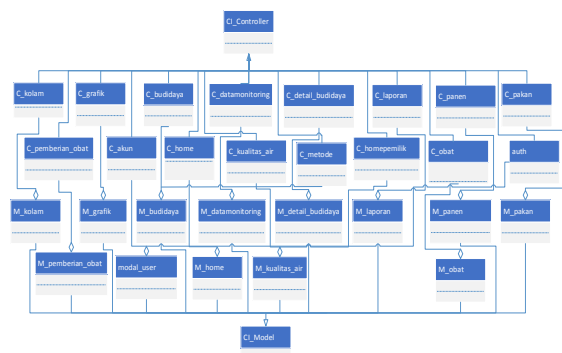 CI_Controller
C_kolam
C_grafik
C_budidaya
C_datamonitoring
C_detail_budidaya
C_laporan
C_panen
C_pakan
C_pemberian_obat
C_akun
C_home
C_kualitas_air
C_metode
C_homepemilik
C_obat
auth
M_kolam
M_grafik
M_budidaya
M_datamonitoring
M_detail_budidaya
M_laporan
M_panen
M_pakan
M_pemberian_obat
modal_user
M_home
M_kualitas_air
M_obat
CI_Model